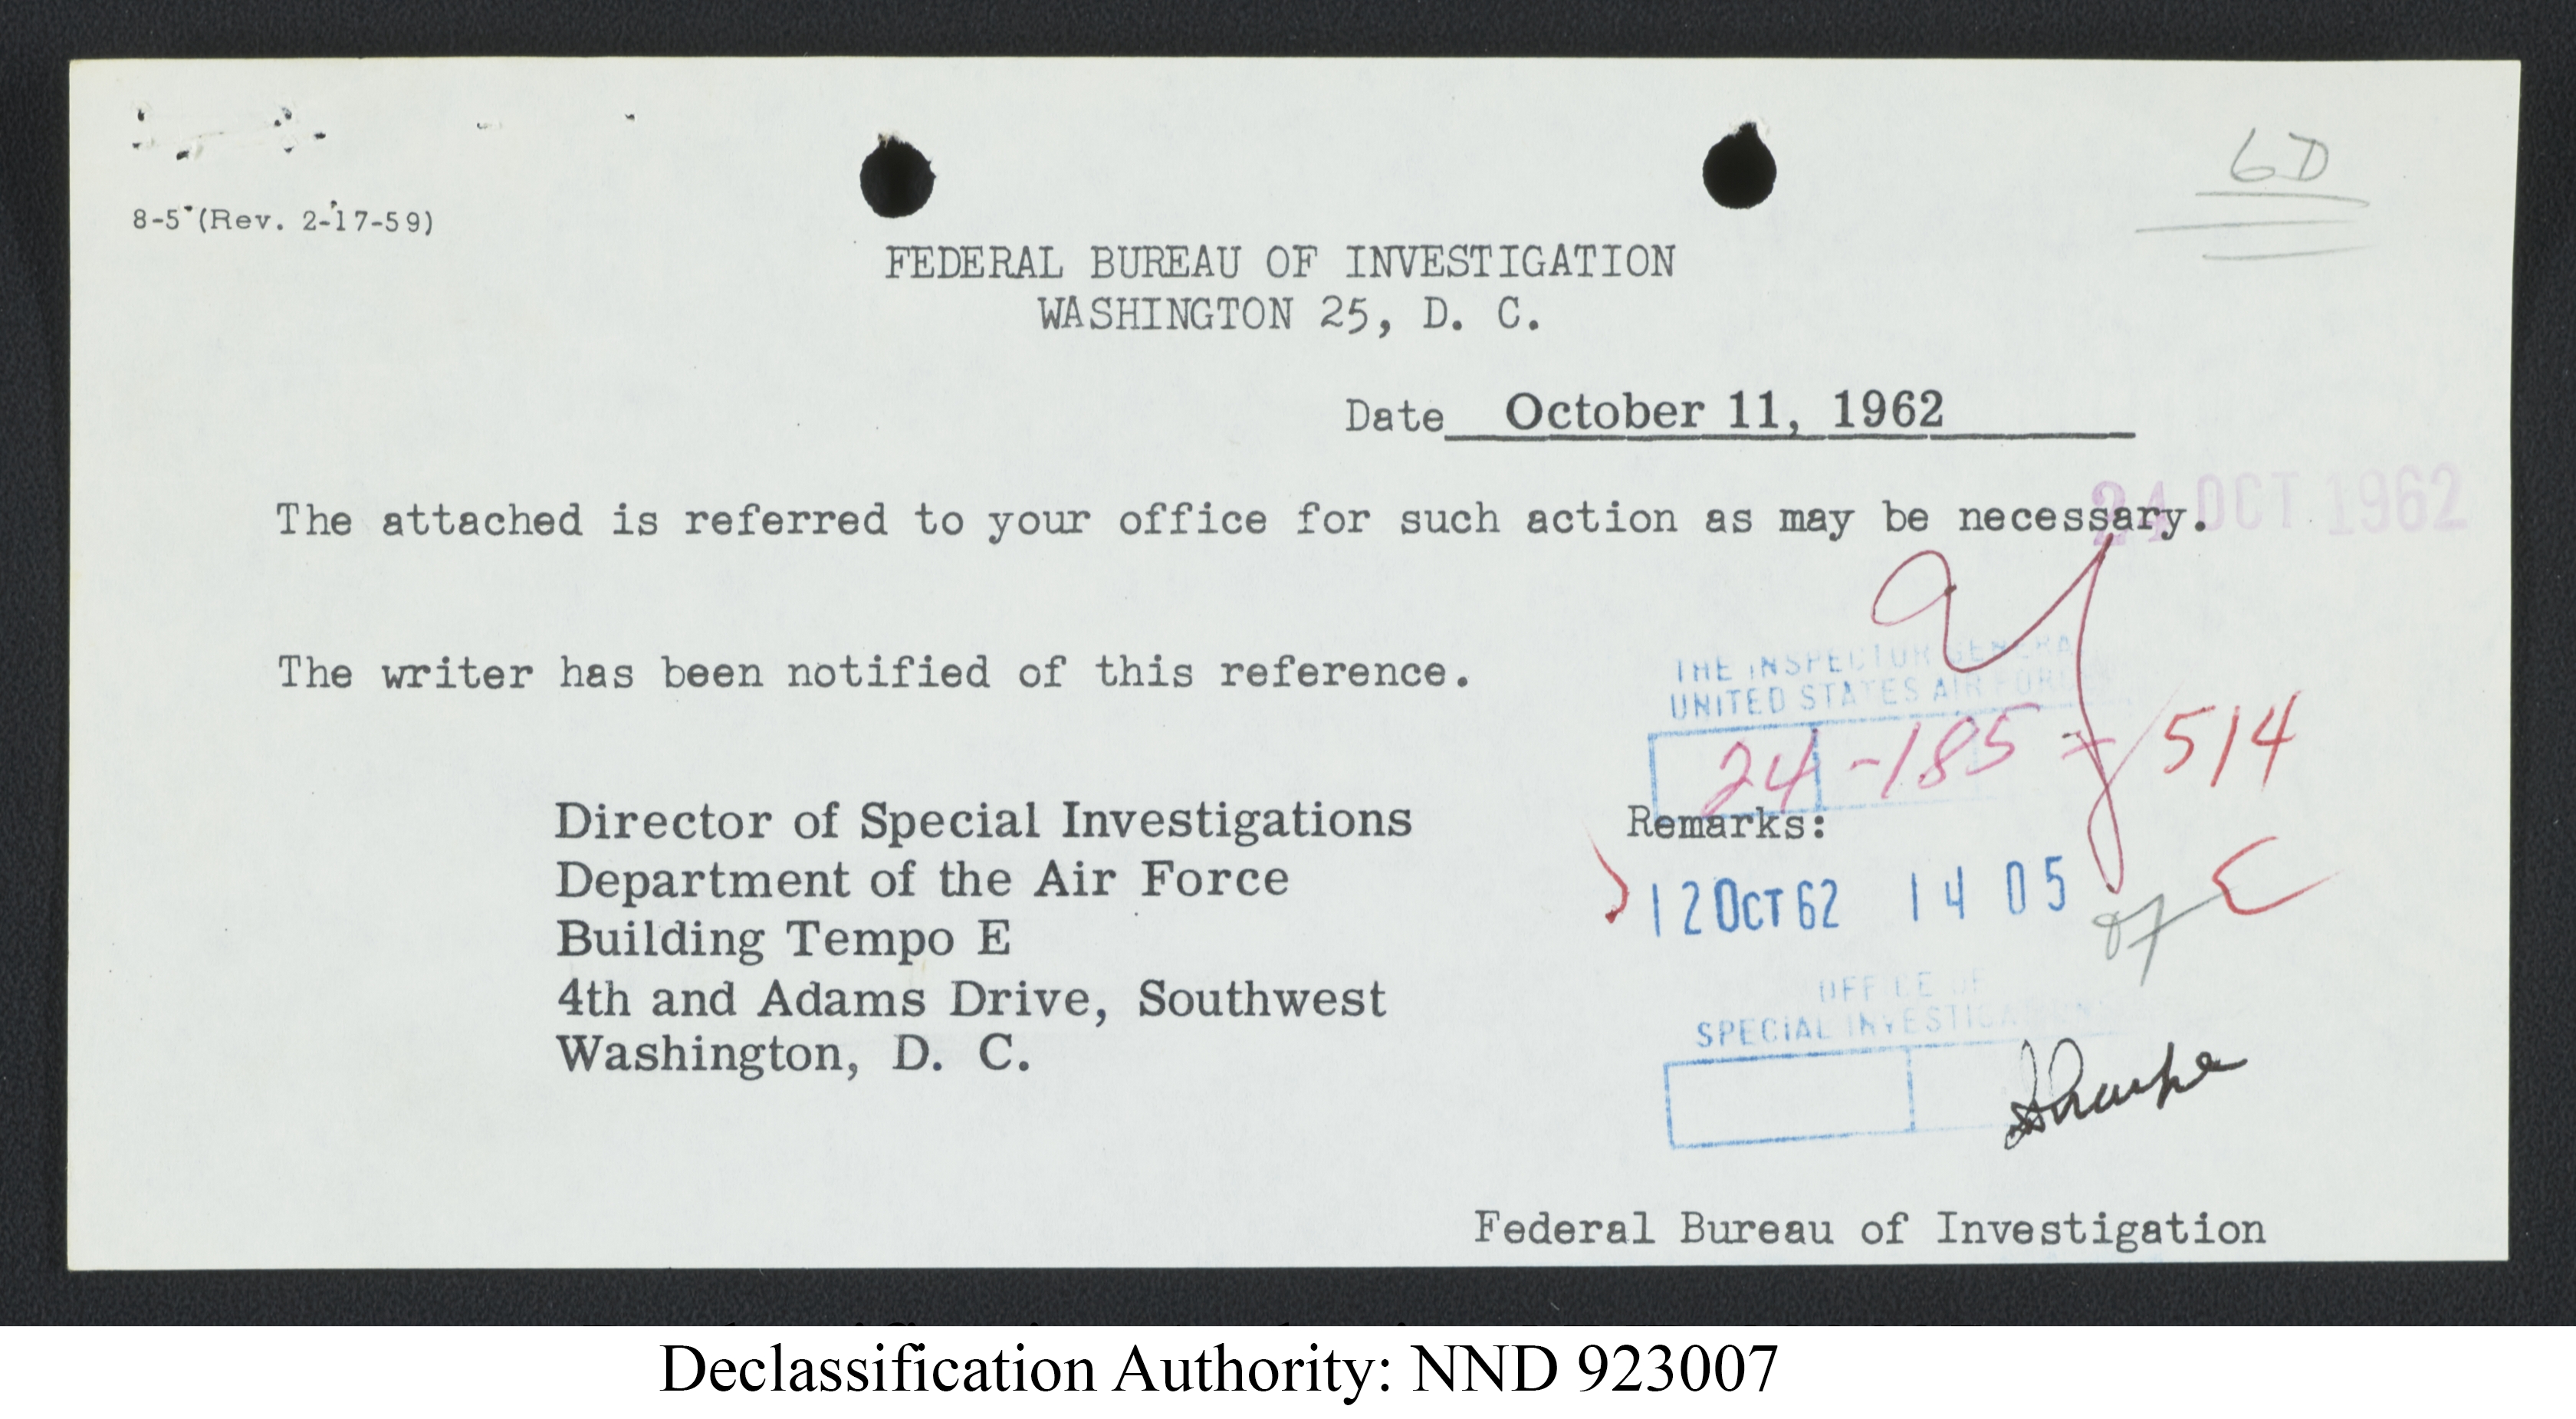 6D
8-5 (Rev. 2-17-59)
FEDERAL BUREAU OF INVESTIGATION
WASHINGTON 25, D. C.
Date October 11, 1962
24 OCT 1962
The attached is referred to your office for such action as may be necessary.
The writer has been notified of this reference.
THE INSPECTOR GENERAL
UNITED STATES AIR FORCE
24-185-514
Director of Special Investigations
Department of the Air Force
Building Tempo E
4th and Adams Drive, Southwest
Washington, D. C.
Remarks:
12 OCT 62 14 05
OFFICE OF
SPECIAL INVESTIGATIONS
Federal Bureau of Investigation
Declassification Authority: NND 923007